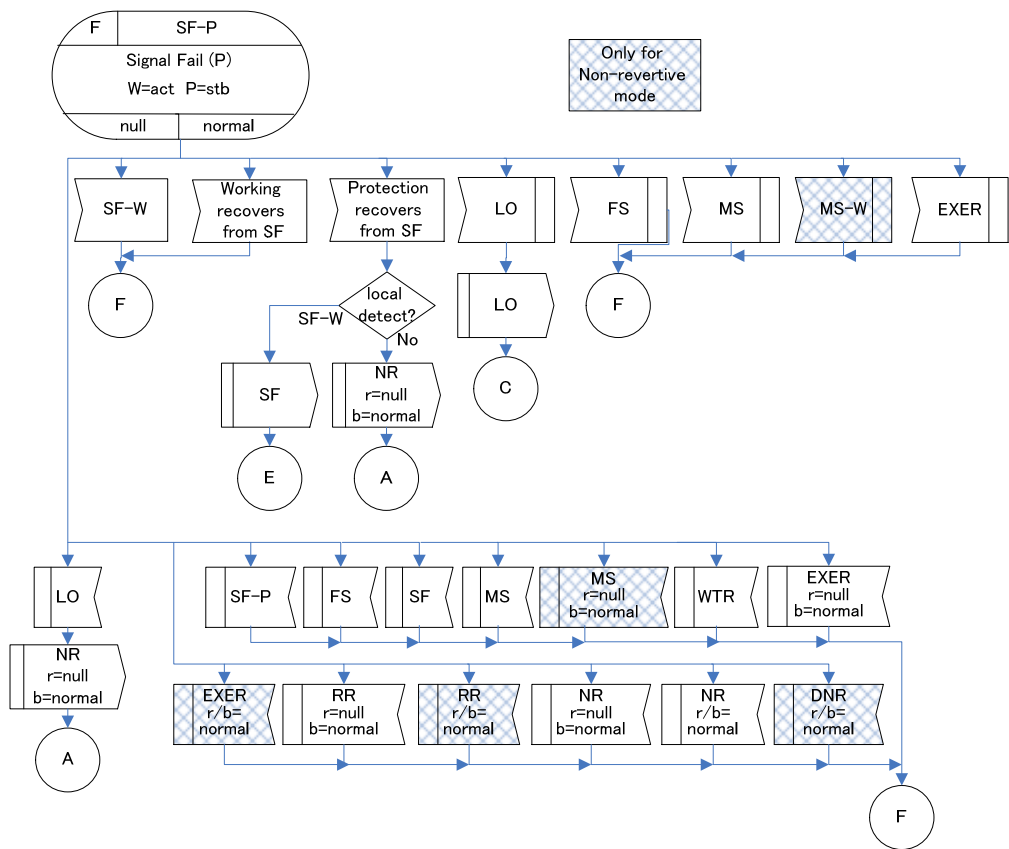 F
SF-P
Signal Fail (P)
W=act P=stb
null
normal
Only for
Non-revertive
mode
SF-W
Working
recovers
from SF
Protection
recovers
from SF
LO
FS
MS
MS-W
EXER
F
local
detect?
SF-W
No
LO
F
SF
NR
r=null
b=normal
C
E
A
LO
SF-P
FS
SF
MS
MS
r=null
b=normal
WTR
EXER
r=null
b=normal
NR
r=null
b=normal
EXER
r/b=
normal
RR
r=null
b=normal
RR
r/b=
normal
NR
r=null
b=normal
NR
r/b=
normal
DNR
r/b=
normal
A
F